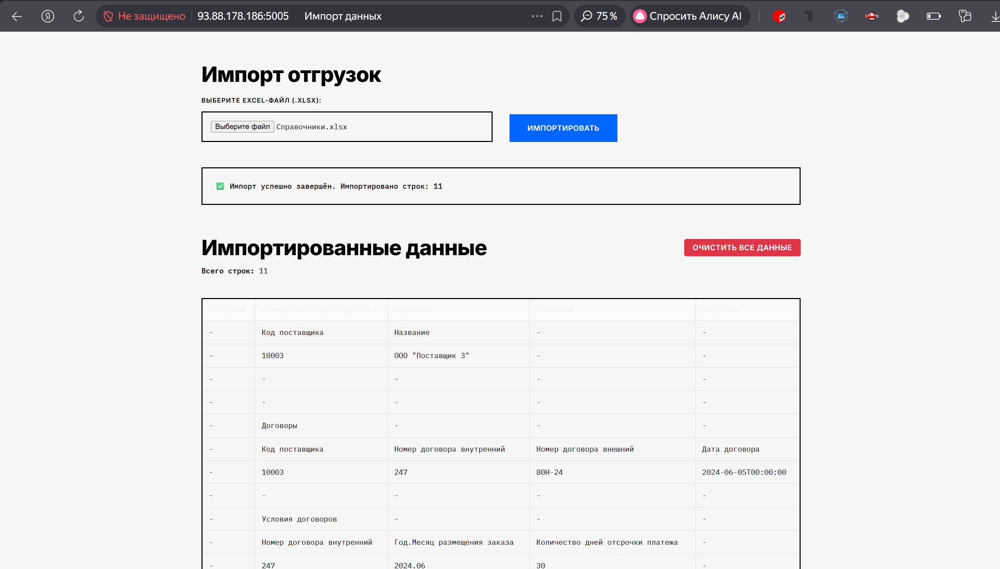 Не защищено 93.88.178.186:5005 Импорт данных 75 % Спросить Алису AI
Импорт отгрузок
ВЫБЕРИТЕ EXCEL-ФАЙЛ (.XLSX):
Выберите файл Справочники.xlsx ИМПОРТИРОВАТЬ
Импорт успешно завершён. Импортировано строк: 11
Импортированные данные ОЧИСТИТЬ ВСЕ ДАННЫЕ
Всего строк: 11
COLUMN0 СПРАВОЧНИК ПОСТАВЩИКОВ COLUMN2 COLUMN3 COLUMN4
- Код поставщика Название - -
- 10003 ООО "Поставщик 3" - -
- - - - -
- - - - -
- Договоры - - -
- Код поставщика Номер договора внутренний Номер договора внешний Дата договора
- 10003 247 80Н-24 2024-06-05T00:00:00
- - - - -
- Условия договоров - - -
- Номер договора внутренний Год.Месяц размещения заказа Количество дней отсрочки платежа -
- 247 2024.06 30 -